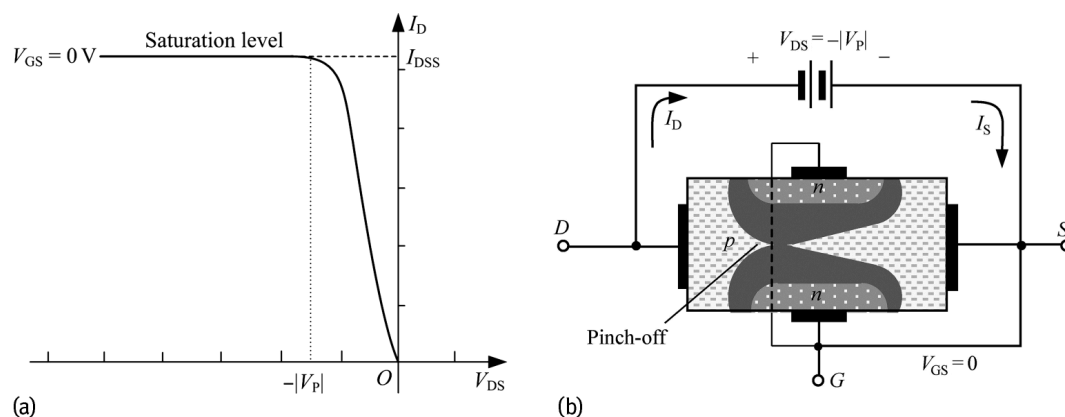 I_D
Saturation level
V_GS = 0 V
I_DSS
−|V_P|
O
V_DS
(a)
V_DS = −|V_P|
+
−
I_D
I_S
n
D
p
S
n
Pinch-off
V_GS = 0
G
(b)